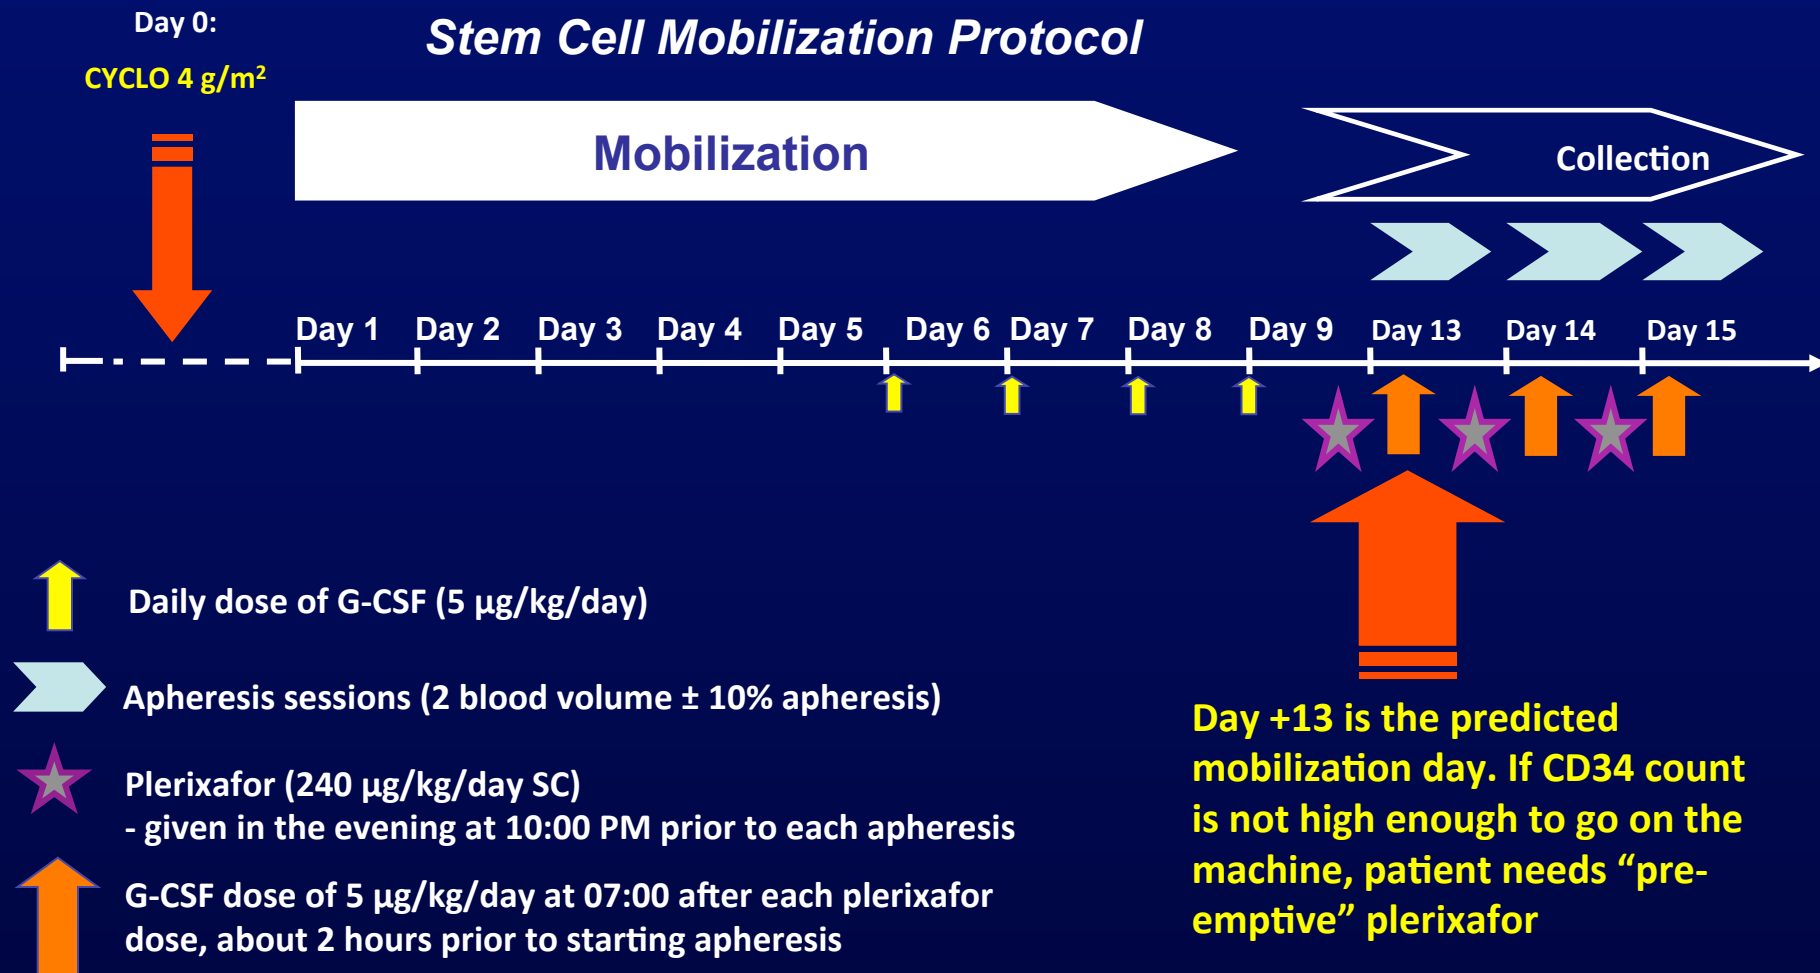 Day 0:
CYCLO 4 g/m²
Stem Cell Mobilization Protocol
Mobilization
Collection
Day 1 Day 2 Day 3 Day 4 Day 5 Day 6 Day 7 Day 8 Day 9 Day 13 Day 14 Day 15
Daily dose of G-CSF (5 µg/kg/day)
Apheresis sessions (2 blood volume ± 10% apheresis)
Plerixafor (240 µg/kg/day SC)
- given in the evening at 10:00 PM prior to each apheresis
G-CSF dose of 5 µg/kg/day at 07:00 after each plerixafor
dose, about 2 hours prior to starting apheresis
Day +13 is the predicted
mobilization day. If CD34 count
is not high enough to go on the
machine, patient needs “pre-
emptive” plerixafor